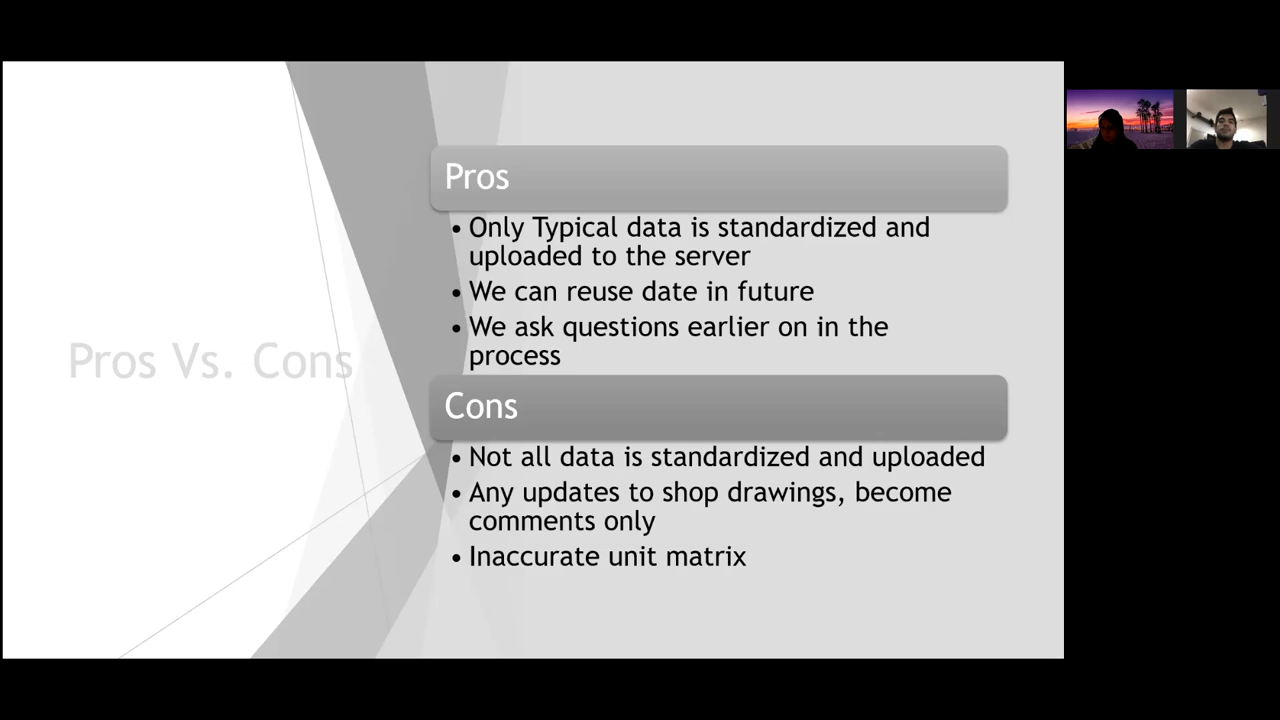 Pros Vs. Cons
Pros
• Only Typical data is standardized and
uploaded to the server
• We can reuse date in future
• We ask questions earlier on in the
process
Cons
• Not all data is standardized and uploaded
• Any updates to shop drawings, become
comments only
• Inaccurate unit matrix